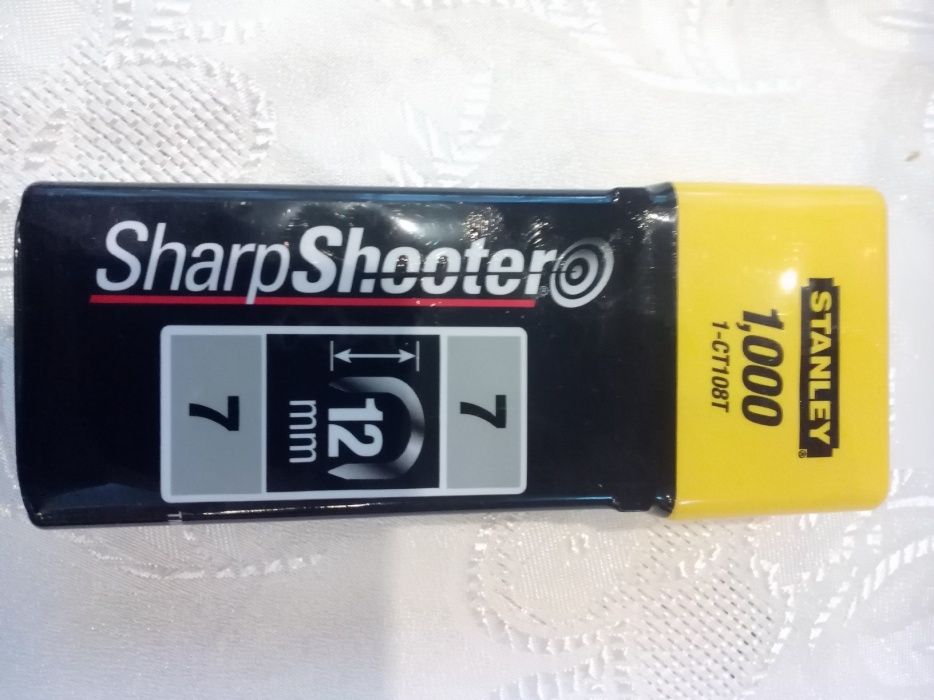 STANLEY®
1,000
1-CT108T
SharpShooter®
7
12
mm
7